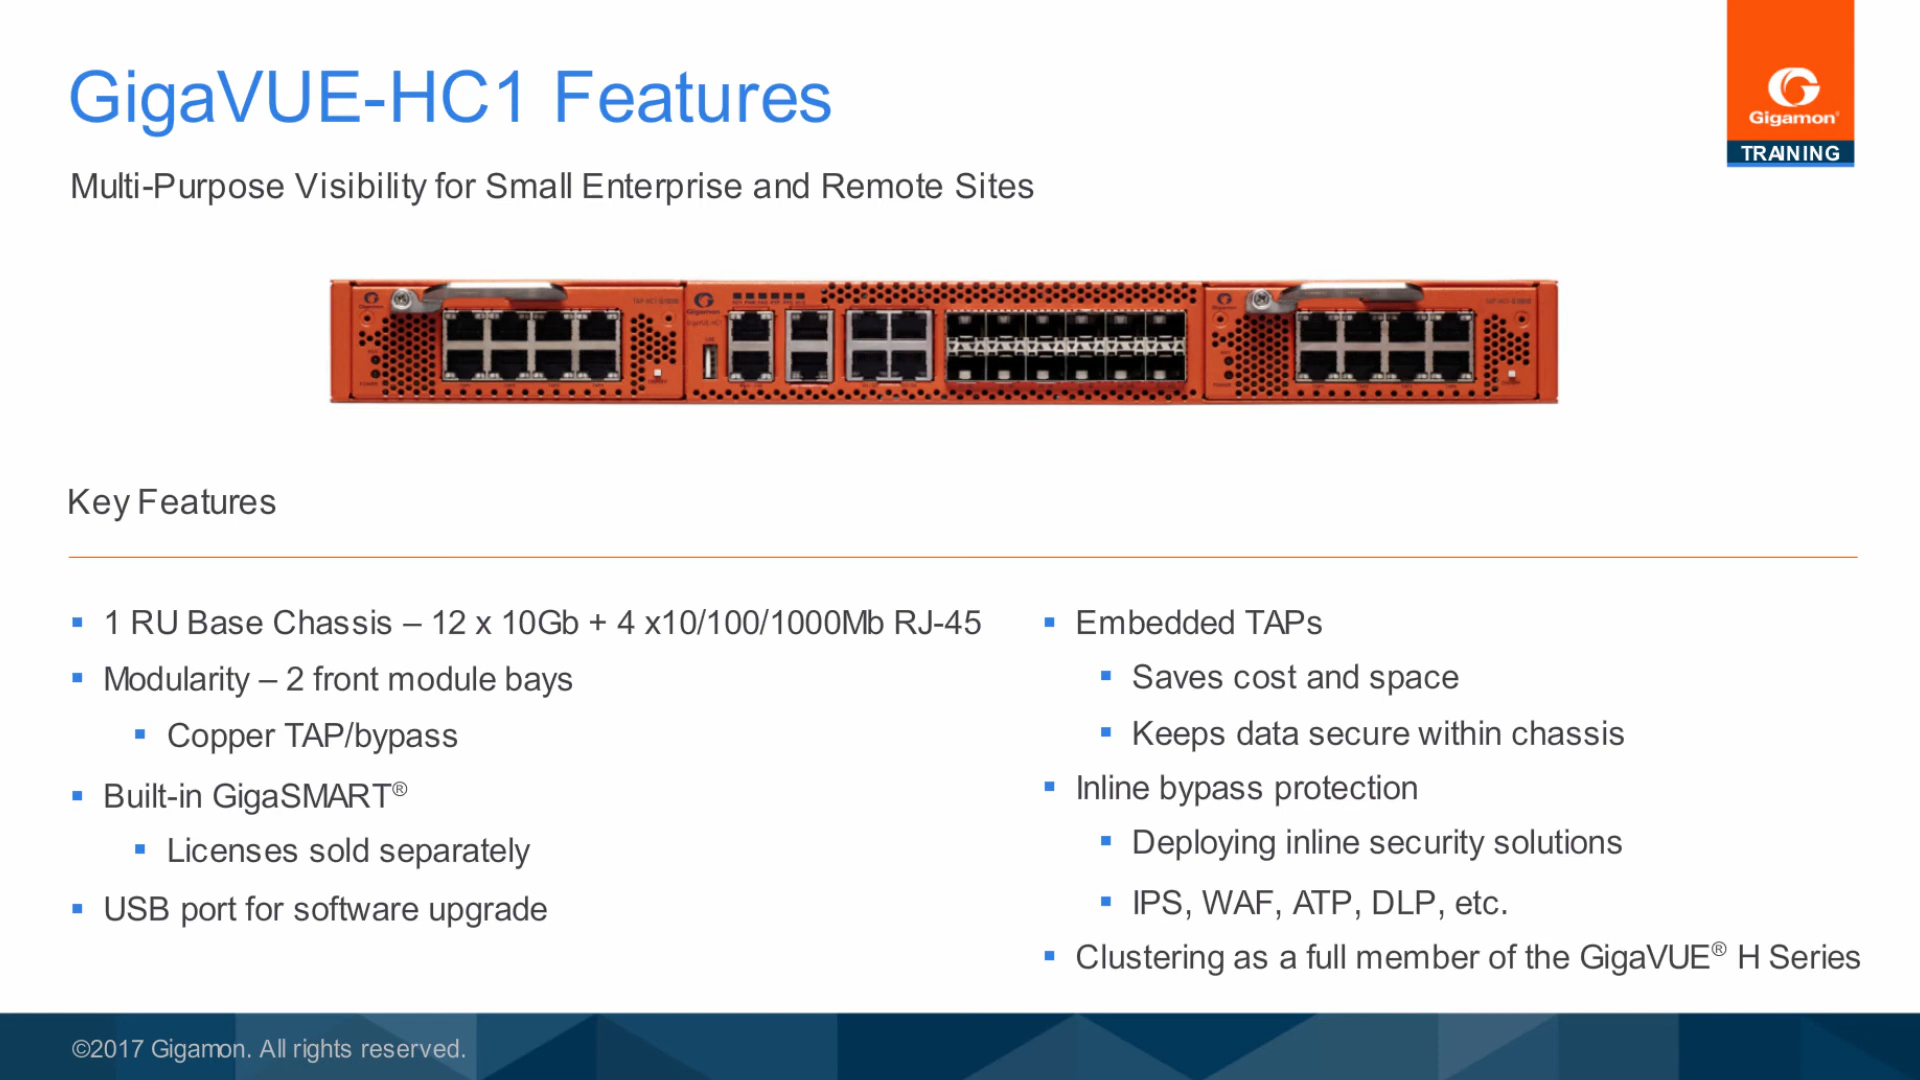 GigaVUE-HC1 Features
Gigamon®
TRAINING
Multi-Purpose Visibility for Small Enterprise and Remote Sites
Key Features
1 RU Base Chassis – 12 x 10Gb + 4 x10/100/1000Mb RJ-45
Modularity – 2 front module bays
Copper TAP/bypass
Built-in GigaSMART®
Licenses sold separately
USB port for software upgrade
Embedded TAPs
Saves cost and space
Keeps data secure within chassis
Inline bypass protection
Deploying inline security solutions
IPS, WAF, ATP, DLP, etc.
Clustering as a full member of the GigaVUE® H Series
©2017 Gigamon. All rights reserved.